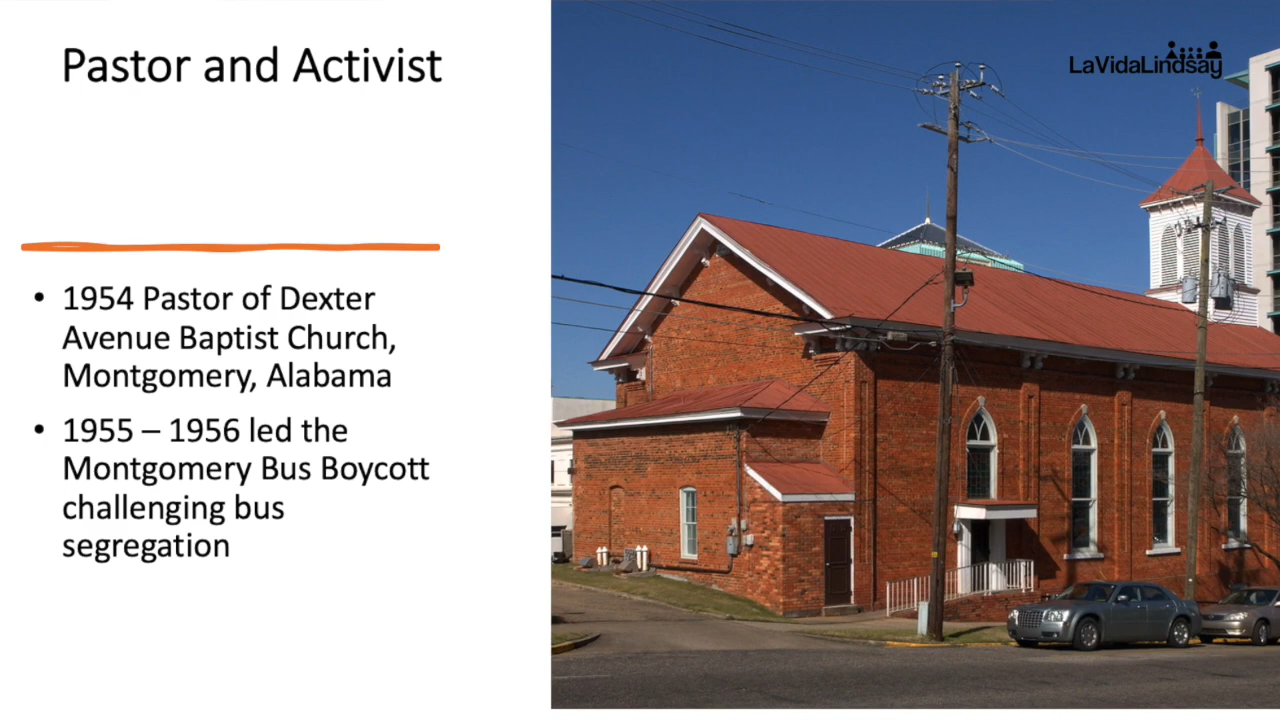 Pastor and Activist
LaVidaLindsay
• 1954 Pastor of Dexter
Avenue Baptist Church,
Montgomery, Alabama
• 1955 – 1956 led the
Montgomery Bus Boycott
challenging bus
segregation